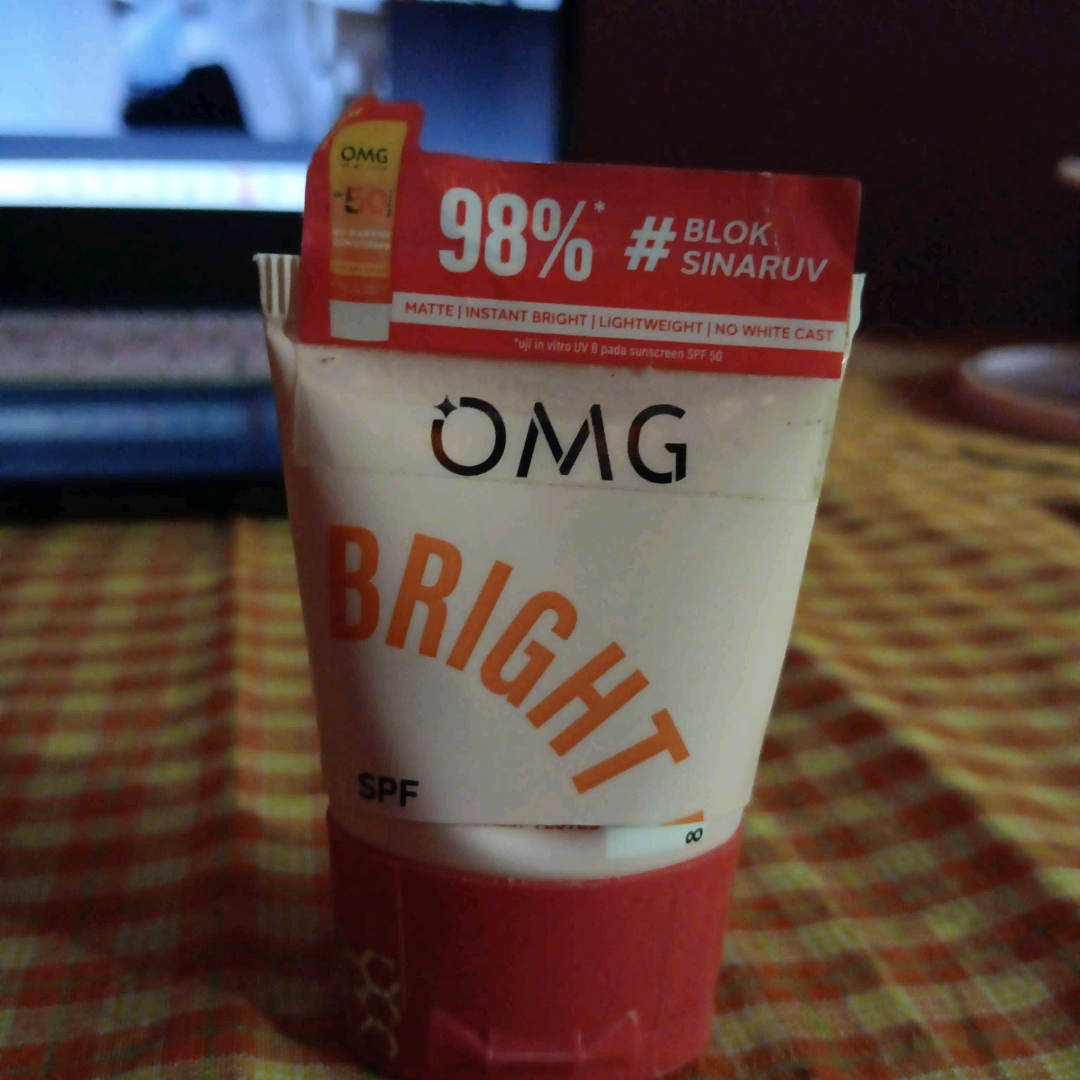 OMG
50
98%* # BLOK
SINARUV
MATTE | INSTANT BRIGHT | LIGHTWEIGHT | NO WHITE CAST
*uji in vitro UV B pada sunscreen SPF 50
OMG
BRIGHT
SPF